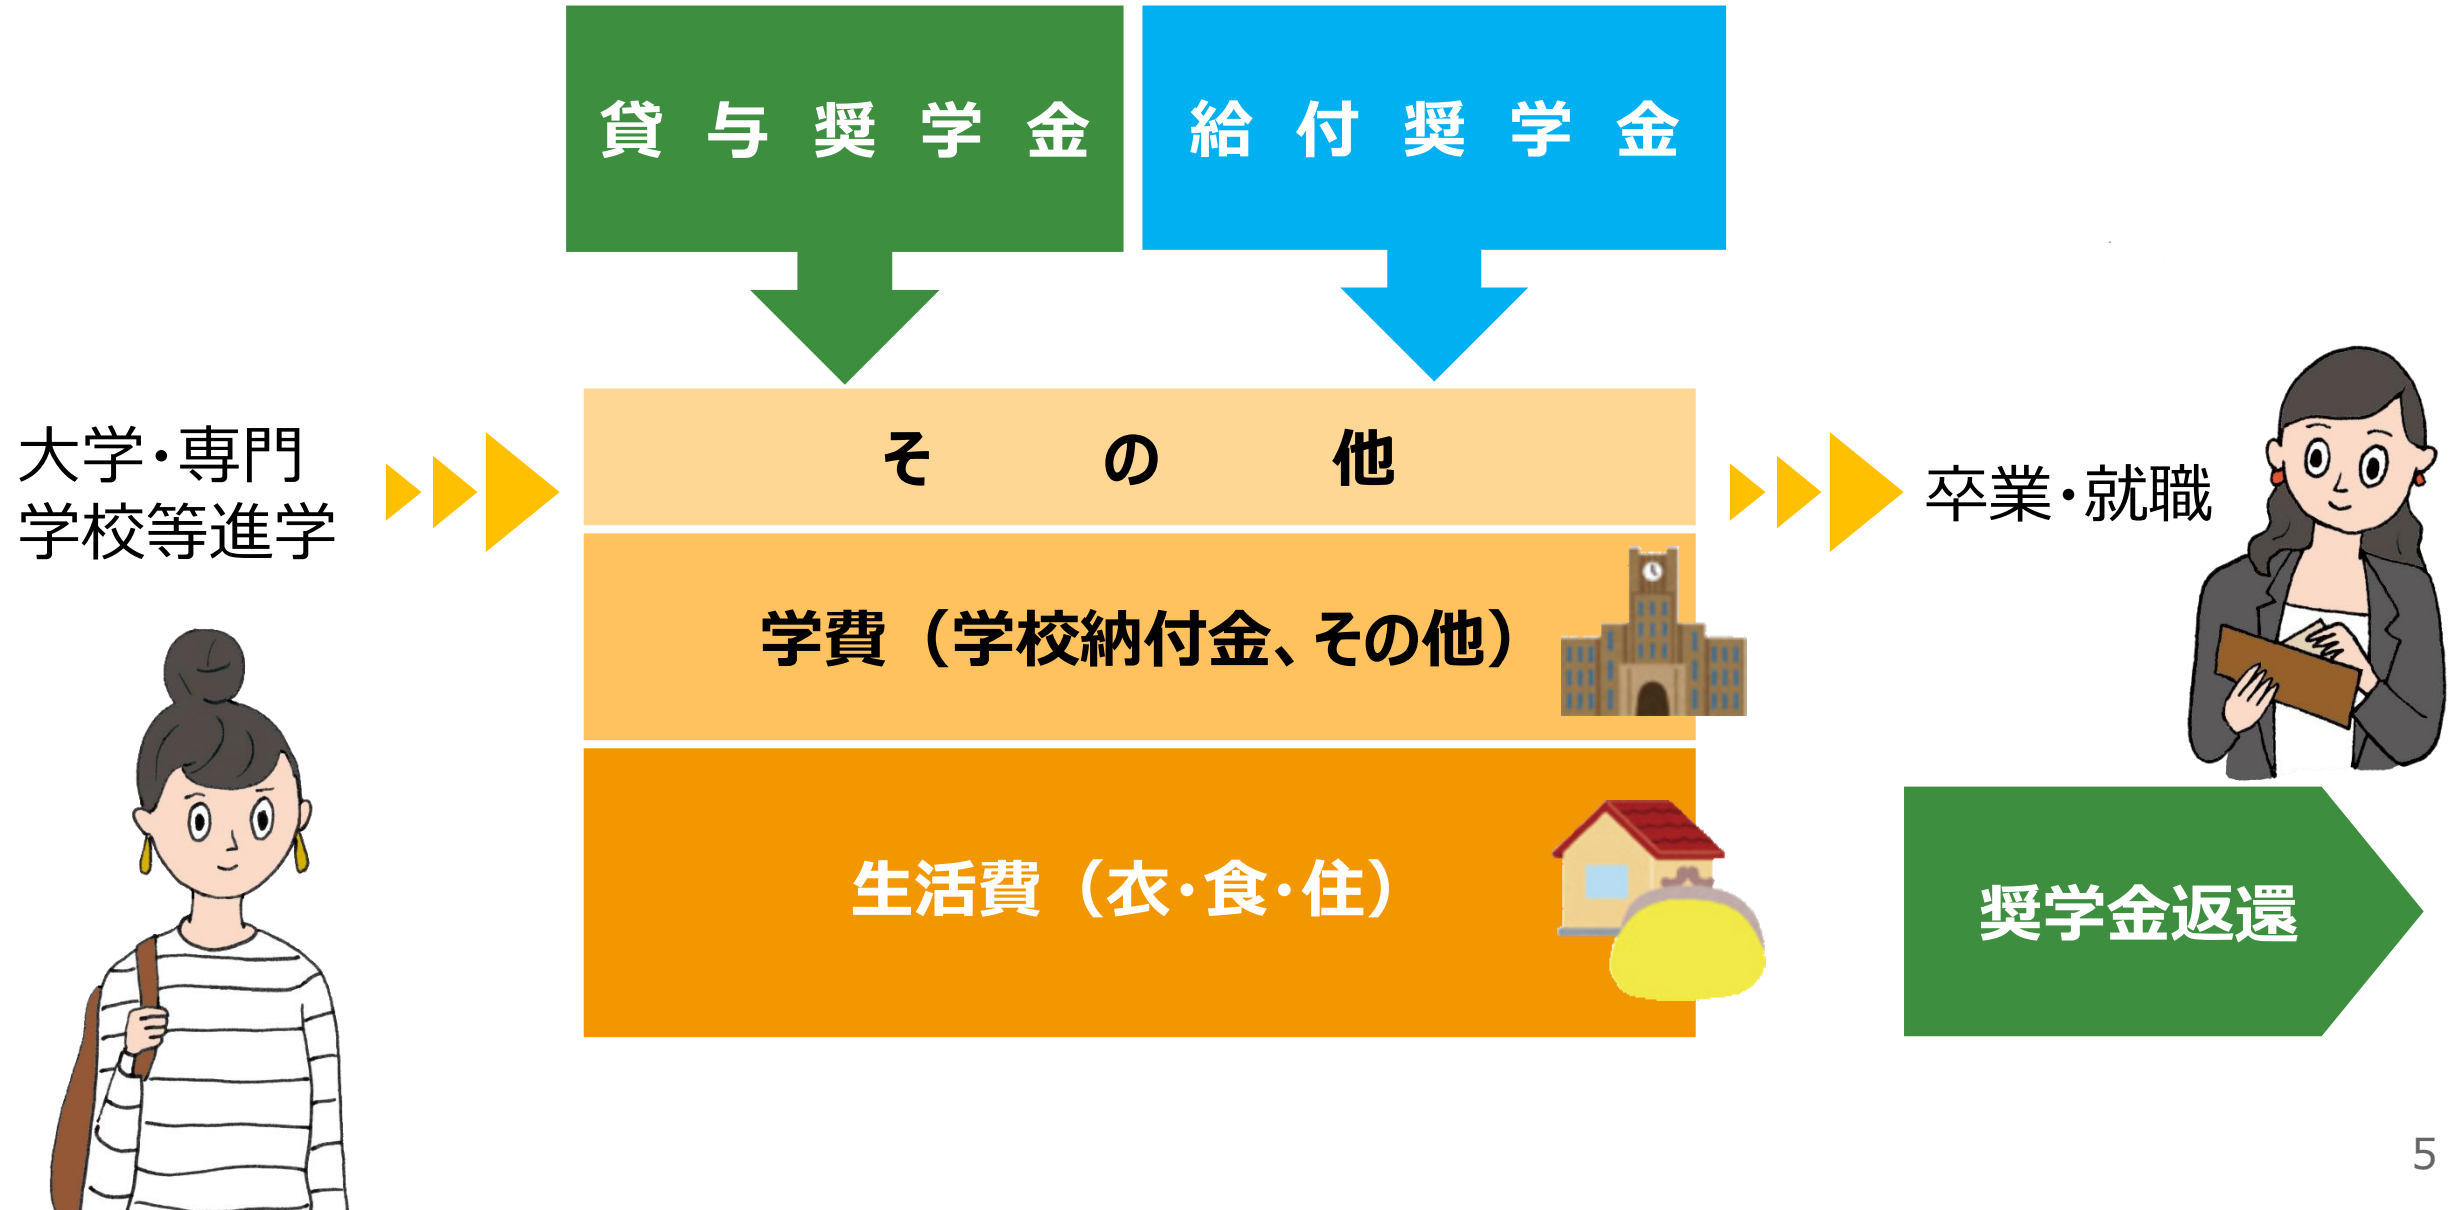 貸与奨学金
給付奨学金
大学・専門
学校等進学
その他
学費（学校納付金、その他）
生活費（衣・食・住）
卒業・就職
奨学金返還
5